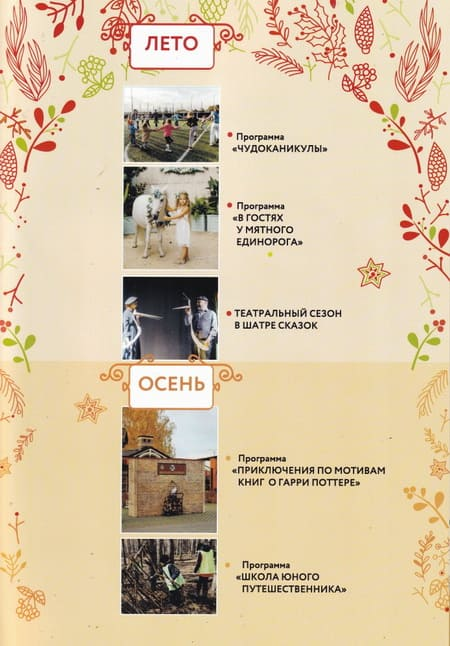 ЛЕТО
Программа
«ЧУДОКАНИКУЛЫ»
Программа
«В ГОСТЯХ
У МЯТНОГО
ЕДИНОРОГА»
ТЕАТРАЛЬНЫЙ СЕЗОН
В ШАТРЕ СКАЗОК
ОСЕНЬ
Программа
«ПРИКЛЮЧЕНИЯ ПО МОТИВАМ
КНИГ О ГАРРИ ПОТТЕРЕ»
Программа
«ШКОЛА ЮНОГО
ПУТЕШЕСТВЕННИКА»